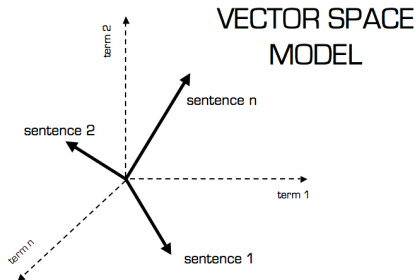 VECTOR SPACE
MODEL
term 2
sentence n
sentence 2
term 1
term n
sentence 1